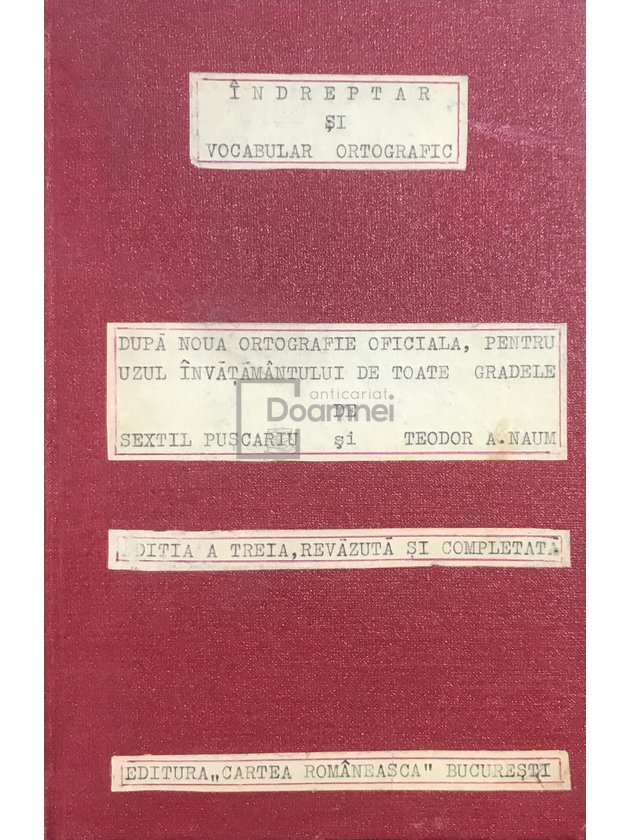 ÎNDREPTAR
ȘI
VOCABULAR ORTOGRAFIC
DUPĂ NOUA ORTOGRAFIE OFICIALA, PENTRU
UZUL ÎNVĂȚĂMÂNTULUI DE TOATE GRADELE
anticariat
Doamnei
DE
SEXTIL PUSCARIU și TEODOR A.NAUM
EDITIA A TREIA,REVĂZUTĂ ȘI COMPLETATĂ
EDITURA„CARTEA ROMÂNEASCA" BUCUREȘTI